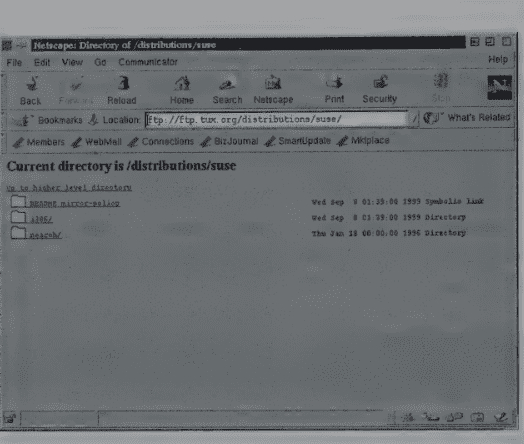 Netscape: Directory of /distributions/suse
File Edit View Go Communicator Help
Back Forward Reload Home Search Netscape Print Security Stop
Bookmarks Location: ftp://ftp.tux.org/distributions/suse/ What's Related
Members WebMail Connections BizJournal SmartUpdate Mktplace
Current directory is /distributions/suse
Up to higher level directory
README.mirror-policy Wed Sep 8 01:39:00 1999 Symbolic link
i386/ Wed Sep 8 01:39:00 1999 Directory
search/ Thu Jan 18 00:00:00 1996 Directory